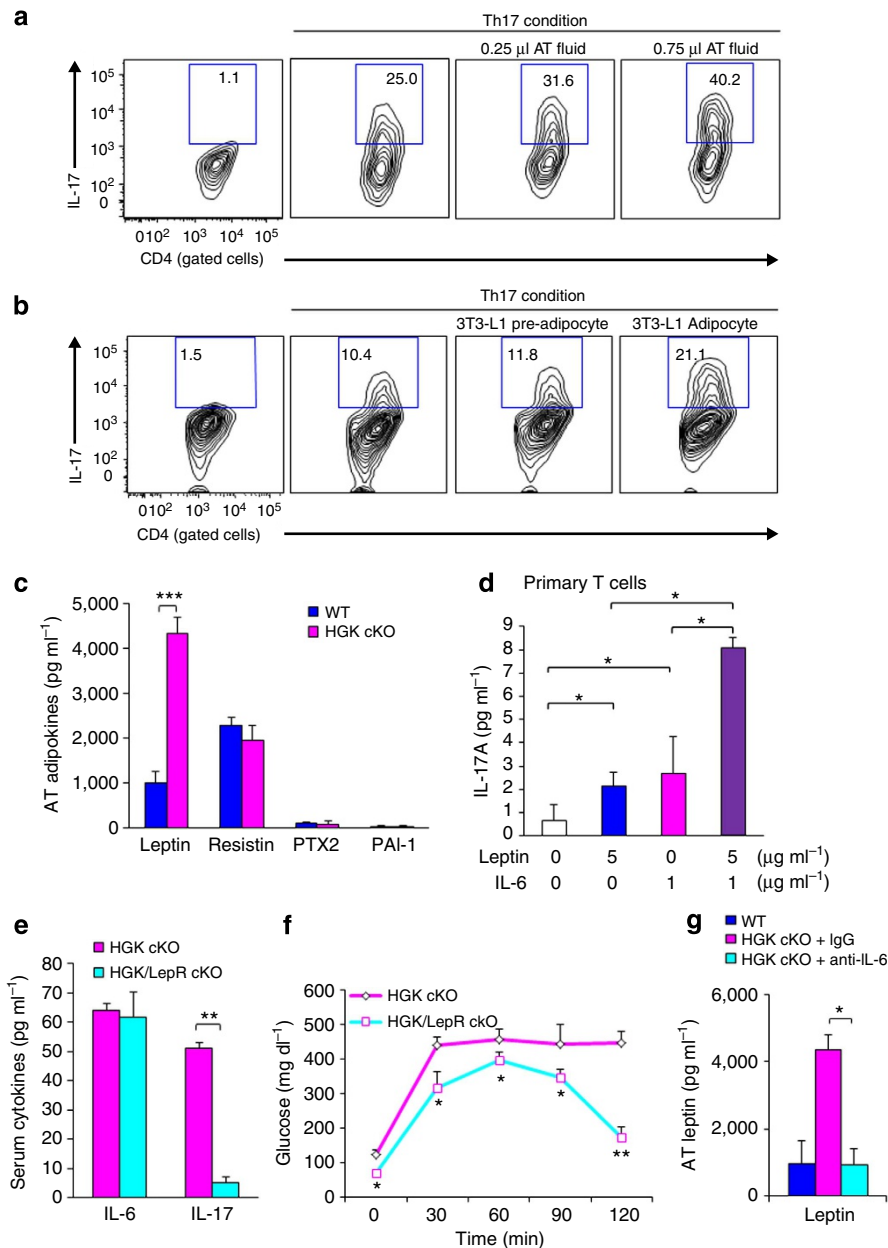 a
Th17 condition
0.25 µl AT fluid
0.75 µl AT fluid
1.1
25.0
31.6
40.2
10⁵
10⁴
10³
10²
0
IL-17
010² 10³ 10⁴ 10⁵
CD4 (gated cells)
b
Th17 condition
3T3-L1 pre-adipocyte
3T3-L1 Adipocyte
1.5
10.4
11.8
21.1
10⁵
10⁴
10³
10²
0
IL-17
010² 10³ 10⁴ 10⁵
CD4 (gated cells)
c
AT adipokines (pg ml⁻¹)
5,000
4,000
3,000
2,000
1,000
0
***
WT
HGK cKO
Leptin Resistin PTX2 PAI-1
d Primary T cells
IL-17A (pg ml⁻¹)
9
8
7
6
5
4
3
2
1
0
*
*
*
*
Leptin 0 5 0 5 (µg ml⁻¹)
IL-6 0 0 1 1 (µg ml⁻¹)
e
HGK cKO
HGK/LepR cKO
Serum cytokines (pg ml⁻¹)
80
70
60
50
40
30
20
10
0
**
IL-6 IL-17
f
HGK cKO
HGK/LepR cKO
Glucose (mg dl⁻¹)
600
500
400
300
200
100
0
*
*
*
*
**
0 30 60 90 120
Time (min)
g
WT
HGK cKO + IgG
HGK cKO + anti-IL-6
AT leptin (pg ml⁻¹)
6,000
4,000
2,000
0
*
Leptin